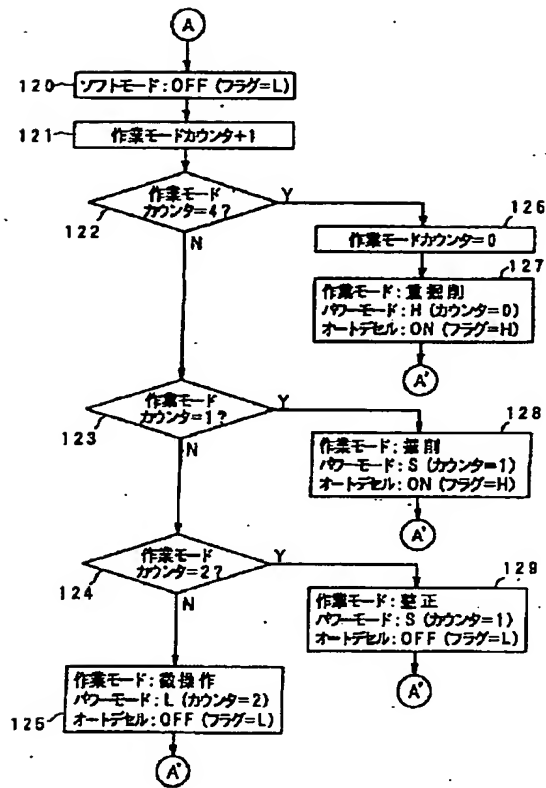 A
120
ソフトモード:OFF (フラグ=L)
121
作業モードカウンタ+1
122
作業モード
カウンタ=4?
Y
N
126
作業モードカウンタ=0
127
作業モード:重掘削
パワーモード:H (カウンタ=0)
オートデセル:ON (フラグ=H)
A'
123
作業モード
カウンタ=1?
Y
N
128
作業モード:掘削
パワーモード:S (カウンタ=1)
オートデセル:ON (フラグ=H)
A'
124
作業モード
カウンタ=2?
Y
N
129
作業モード:整正
パワーモード:S (カウンタ=1)
オートデセル:OFF (フラグ=L)
A'
125
作業モード:微操作
パワーモード:L (カウンタ=2)
オートデセル:OFF (フラグ=L)
A'